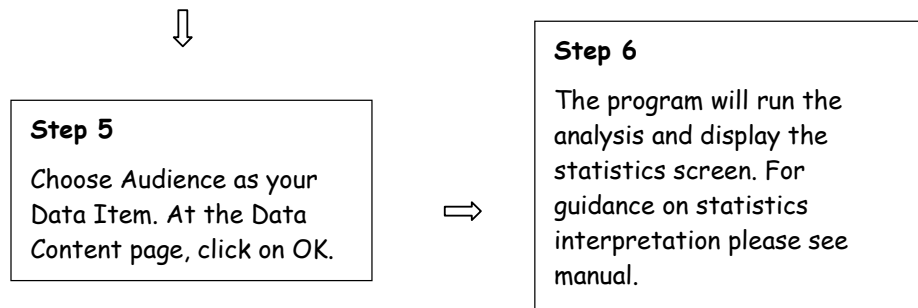 Step 5
Choose Audience as your
Data Item. At the Data
Content page, click on OK.
Step 6
The program will run the
analysis and display the
statistics screen. For
guidance on statistics
interpretation please see
manual.